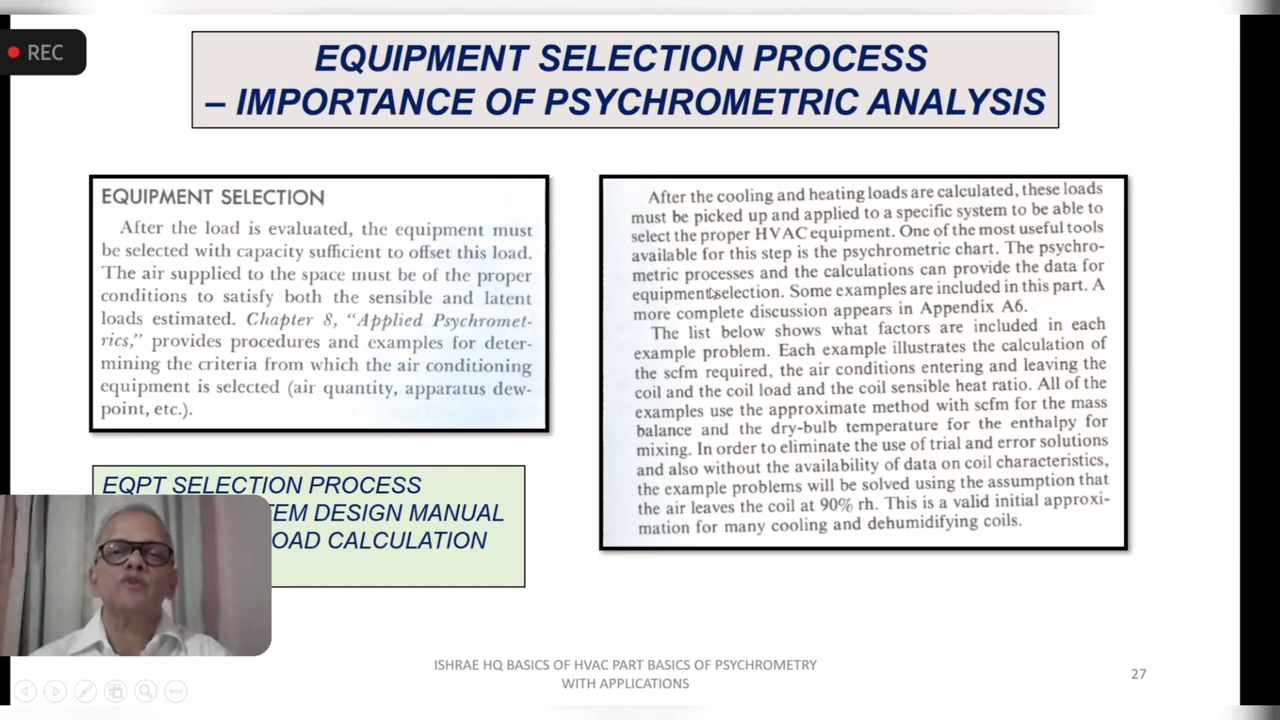 REC
EQUIPMENT SELECTION PROCESS
– IMPORTANCE OF PSYCHROMETRIC ANALYSIS
EQUIPMENT SELECTION
After the load is evaluated, the equipment must
be selected with capacity sufficient to offset this load.
The air supplied to the space must be of the proper
conditions to satisfy both the sensible and latent
loads estimated. Chapter 8, “Applied Psychromet-
rics,” provides procedures and examples for deter-
mining the criteria from which the air conditioning
equipment is selected (air quantity, apparatus dew-
point, etc.).
After the cooling and heating loads are calculated, these loads
must be picked up and applied to a specific system to be able to
select the proper HVAC equipment. One of the most useful tools
available for this step is the psychrometric chart. The psychro-
metric processes and the calculations can provide the data for
equipment selection. Some examples are included in this part. A
more complete discussion appears in Appendix A6.
The list below shows what factors are included in each
example problem. Each example illustrates the calculation of
the scfm required, the air conditions entering and leaving the
coil and the coil load and the coil sensible heat ratio. All of the
examples use the approximate method with scfm for the mass
balance and the dry-bulb temperature for the enthalpy for
mixing. In order to eliminate the use of trial and error solutions
and also without the availability of data on coil characteristics,
the example problems will be solved using the assumption that
the air leaves the coil at 90% rh. This is a valid initial approxi-
mation for many cooling and dehumidifying coils.
EQPT SELECTION PROCESS
DESIGN MANUAL
CALCULATION
ISHRAE HQ BASICS OF HVAC PART BASICS OF PSYCHROMETRY
WITH APPLICATIONS
27